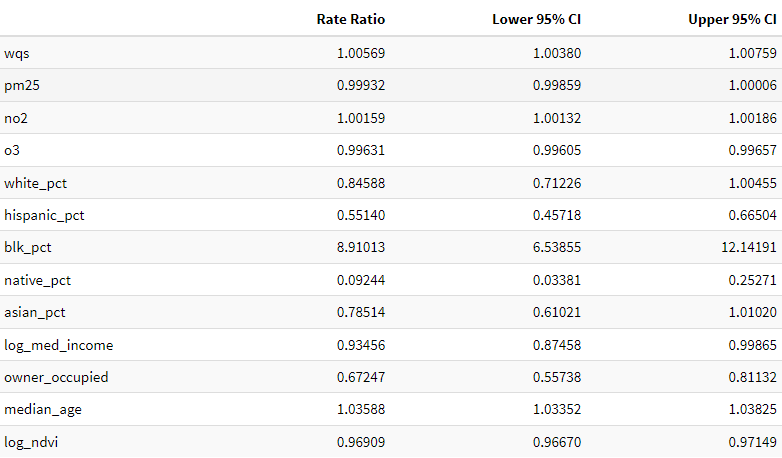 Rate Ratio Lower 95% CI Upper 95% CI
wqs 1.00569 1.00380 1.00759
pm25 0.99932 0.99859 1.00006
no2 1.00159 1.00132 1.00186
o3 0.99631 0.99605 0.99657
white_pct 0.84588 0.71226 1.00455
hispanic_pct 0.55140 0.45718 0.66504
blk_pct 8.91013 6.53855 12.14191
native_pct 0.09244 0.03381 0.25271
asian_pct 0.78514 0.61021 1.01020
log_med_income 0.93456 0.87458 0.99865
owner_occupied 0.67247 0.55738 0.81132
median_age 1.03588 1.03352 1.03825
log_ndvi 0.96909 0.96670 0.97149